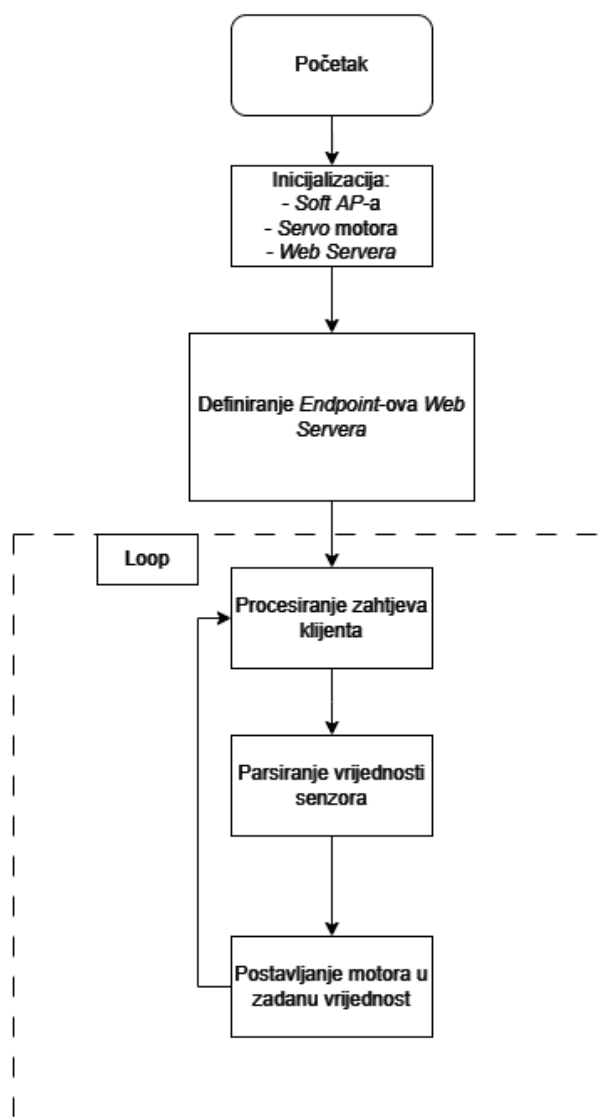 Početak
Inicijalizacija:
- Soft AP-a
- Servo motora
- Web Servera
Definiranje Endpoint-ova Web
Servera
Loop
Procesiranje zahtjeva
klijenta
Parsiranje vrijednosti
senzora
Postavljanje motora u
zadanu vrijednost